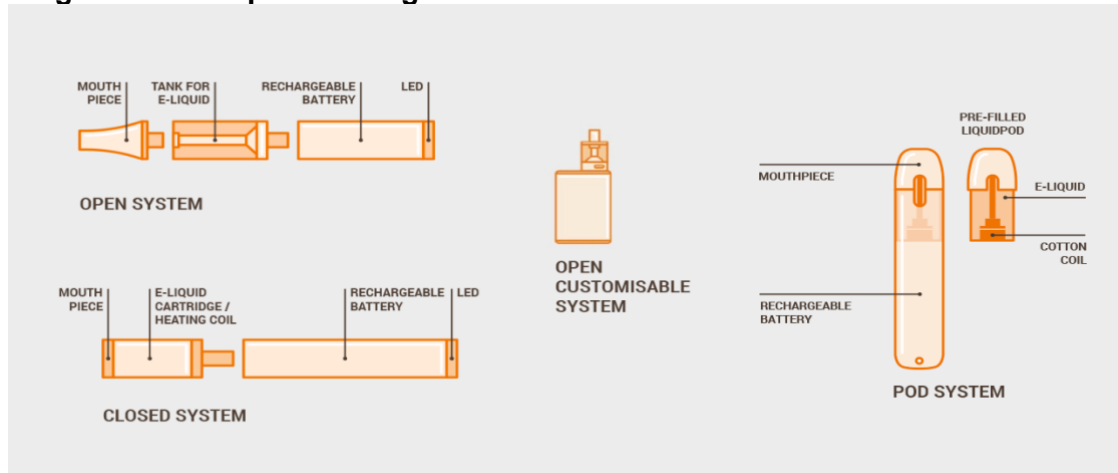 MOUTH
PIECE
TANK FOR
E-LIQUID
RECHARGEABLE
BATTERY
LED
OPEN SYSTEM
MOUTH
PIECE
E-LIQUID
CARTRIDGE /
HEATING COIL
RECHARGEABLE
BATTERY
LED
CLOSED SYSTEM
OPEN
CUSTOMISABLE
SYSTEM
PRE-FILLED
LIQUIDPOD
MOUTHPIECE
E-LIQUID
COTTON
COIL
RECHARGEABLE
BATTERY
POD SYSTEM